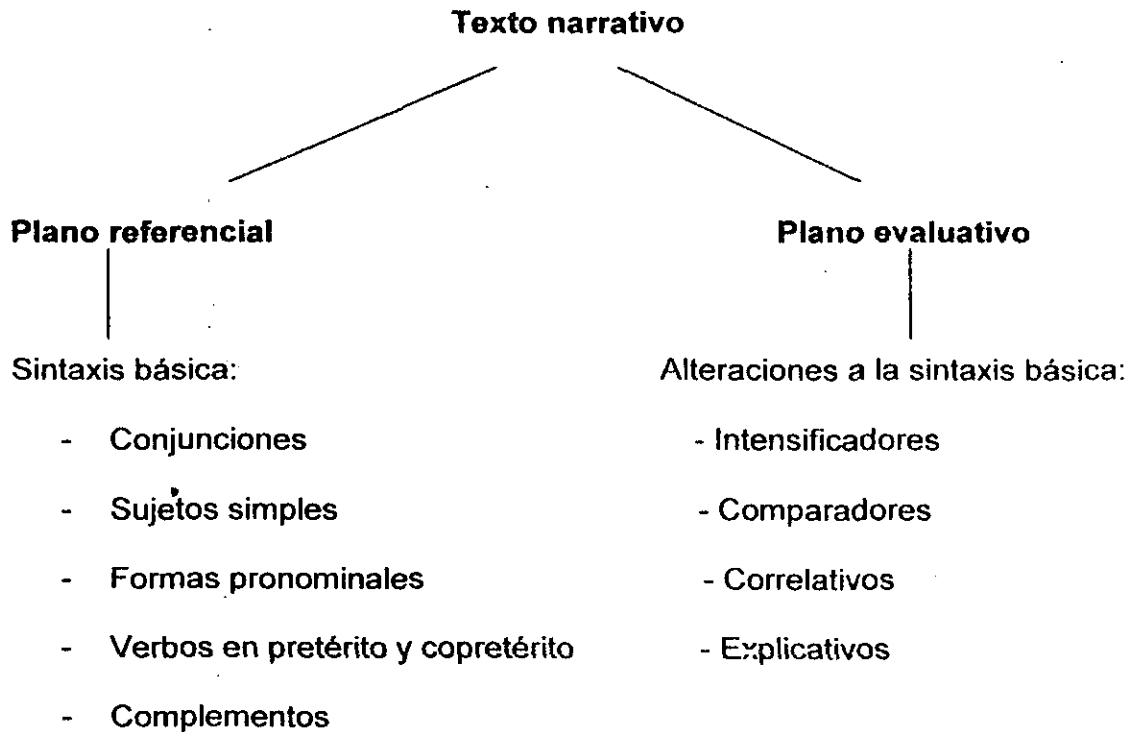 Texto narrativo
Plano referencial
Sintaxis básica:
- Conjunciones
- Sujetos simples
- Formas pronominales
- Verbos en pretérito y copretérito
- Complementos
Plano evaluativo
Alteraciones a la sintaxis básica:
- Intensificadores
- Comparadores
- Correlativos
- Explicativos